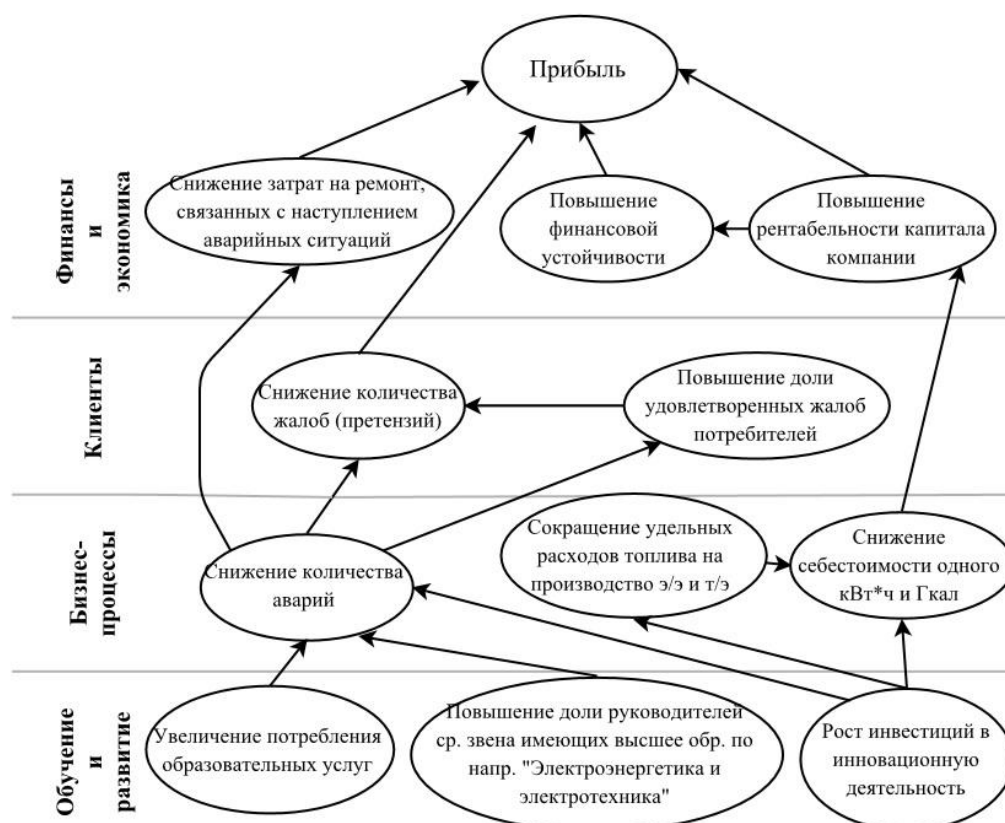 Прибыль
Финансы
и
экономика
Снижение затрат на ремонт,
связанных с наступлением
аварийных ситуаций
Повышение
финансовой
устойчивости
Повышение
рентабельности капитала
компании
Клиенты
Снижение количества
жалоб (претензий)
Повышение доли
удовлетворенных жалоб
потребителей
Бизнес-
процессы
Снижение количества
аварий
Сокращение удельных
расходов топлива на
производство э/э и т/э
Снижение
себестоимости одного
кВт*ч и Гкал
Обучение
и
развитие
Увеличение потребления
образовательных услуг
Повышение доли руководителей
ср. звена имеющих высшее обр. по
напр. "Электроэнергетика и
электротехника"
Рост инвестиций в
инновационную
деятельность